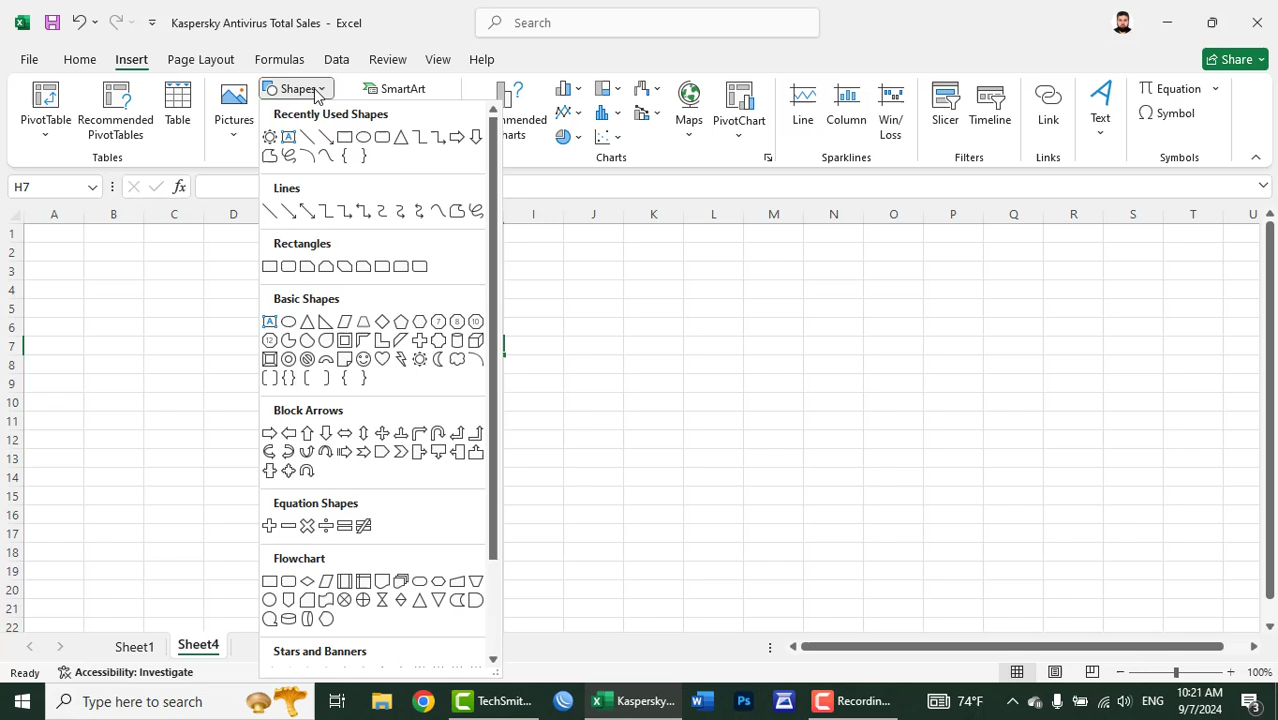 Kaspersky Antivirus Total Sales - Excel
Search
File Home Insert Page Layout Formulas Data Review View Help
Share
PivotTable
Recommended
PivotTables
Table
Tables
Pictures
Shapes
SmartArt
Charts
Maps
PivotChart
Charts
Line
Column
Win/
Loss
Sparklines
Slicer
Timeline
Filters
Link
Links
Text
Equation
Symbol
Symbols
H7
fx
Recently Used Shapes
Lines
Rectangles
Basic Shapes
Block Arrows
Equation Shapes
Flowchart
Stars and Banners
A B C D I J K L M N O P Q R S T U
1
2
3
4
5
6
7
8
9
10
11
12
13
14
15
16
17
18
19
20
21
22
Sheet1 Sheet4
Ready Accessibility: Investigate
100%
Type here to search
TechSmit...
Kaspersky...
Recording...
74°F
ENG
10:21 AM
9/7/2024
3